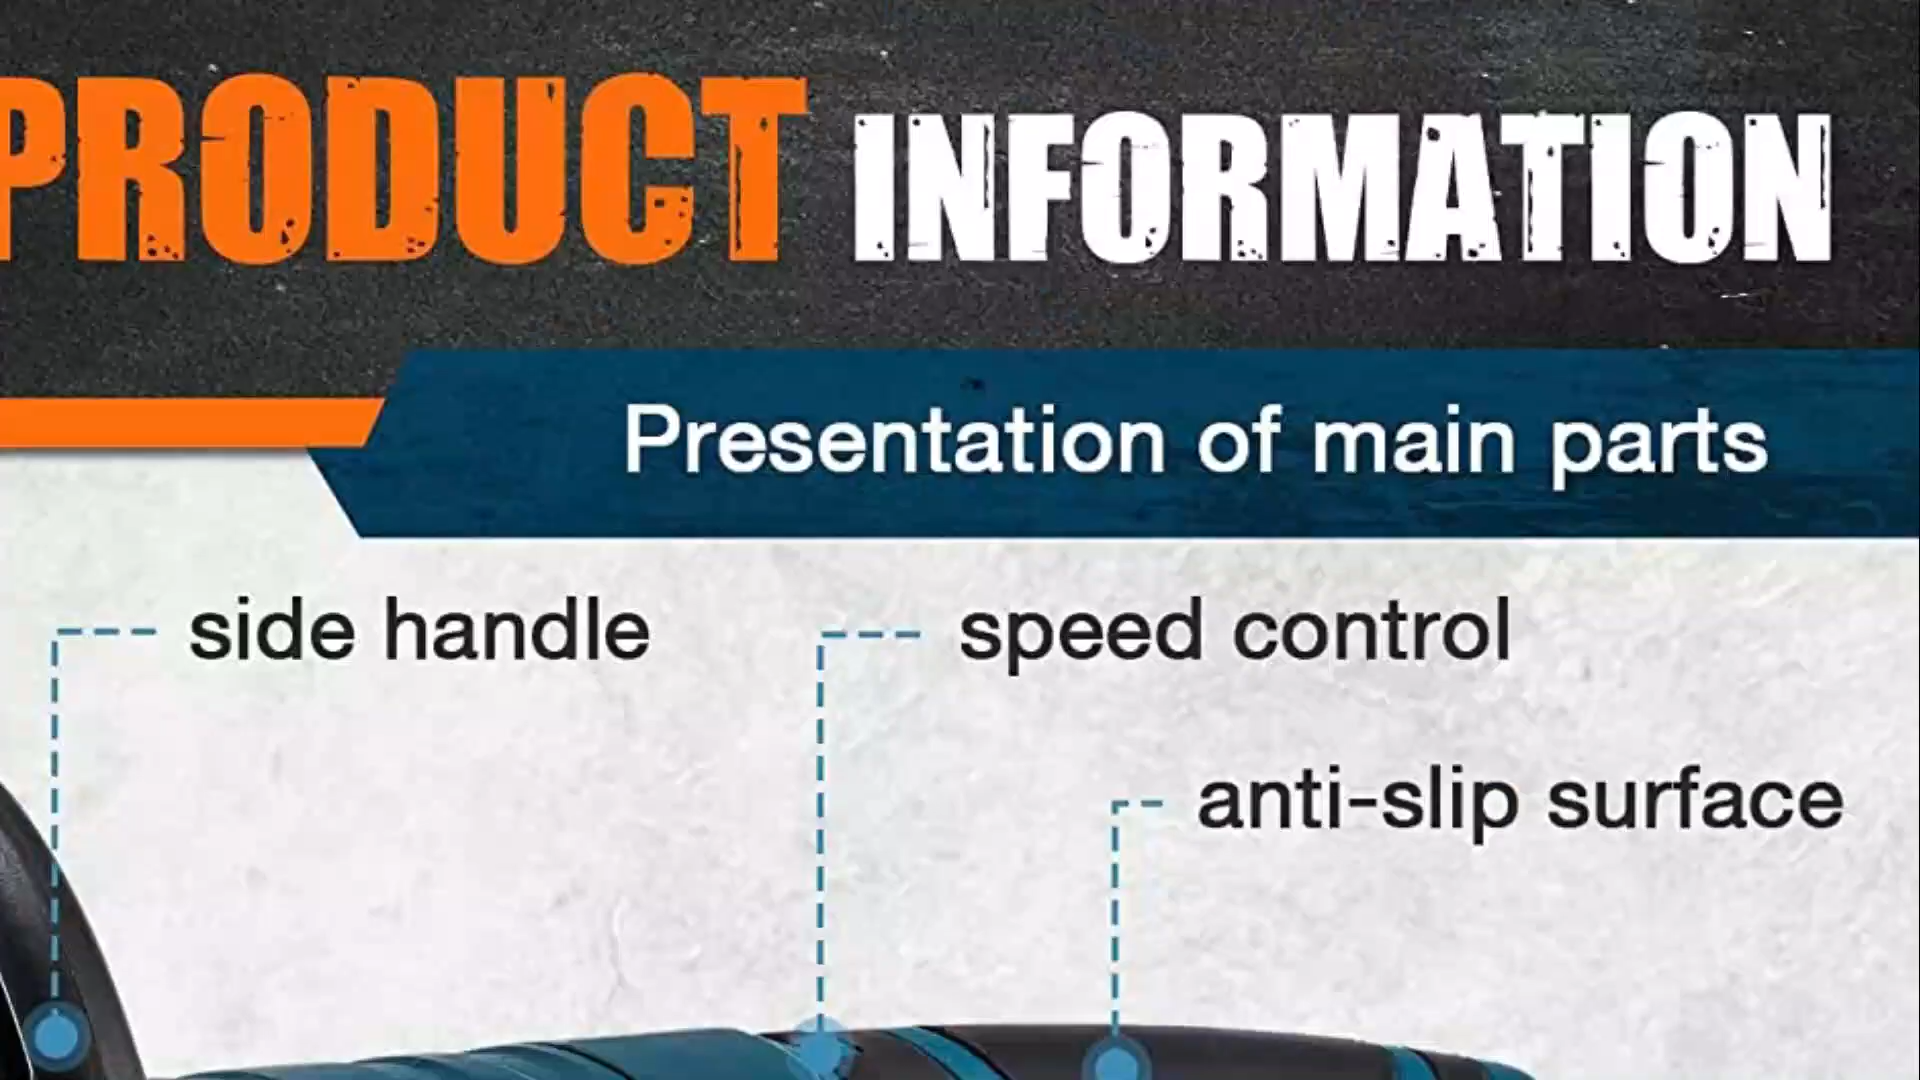 PRODUCT INFORMATION
Presentation of main parts
side handle
speed control
anti-slip surface